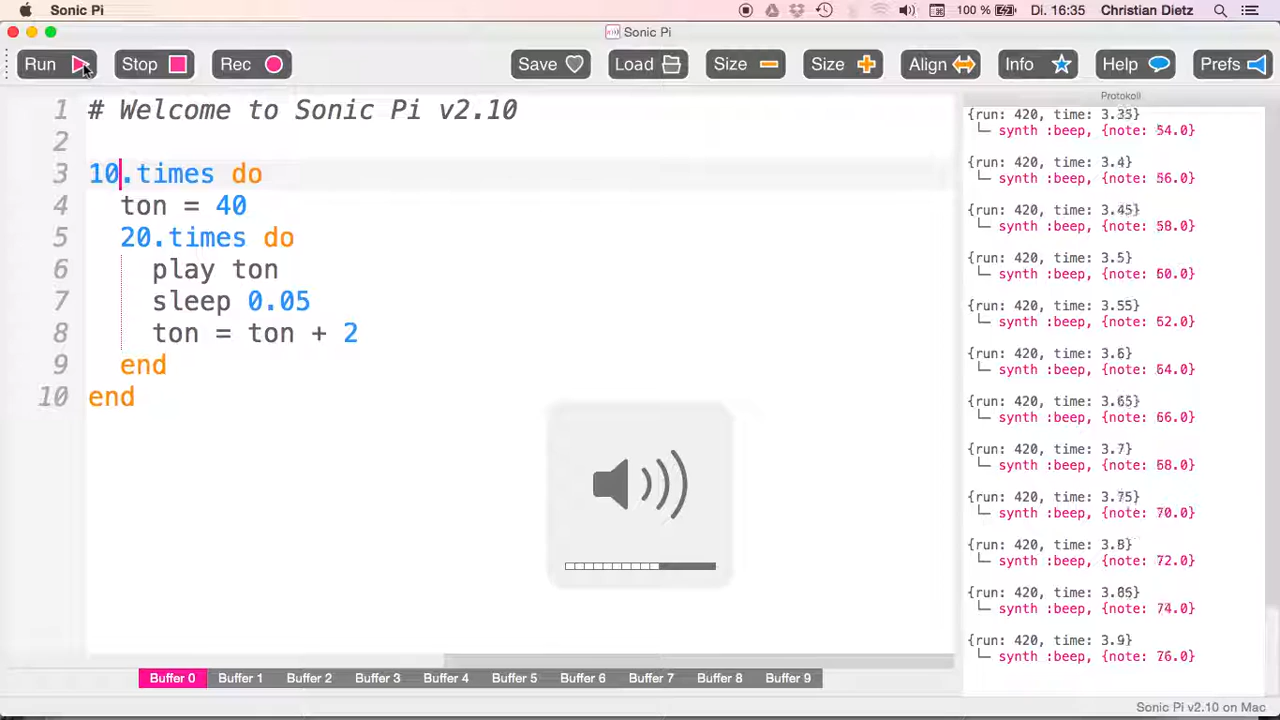 Sonic Pi
100 %
Di. 16:35
Christian Dietz
Sonic Pi
Run
Stop
Rec
Save
Load
Size
Size
Align
Info
Help
Prefs
1 # Welcome to Sonic Pi v2.10
2
3 10.times do
4 ton = 40
5 20.times do
6 play ton
7 sleep 0.05
8 ton = ton + 2
9 end
10 end
Protokoll
{run: 420, time: 3.35}
└─ synth :beep, {note: 54.0}
{run: 420, time: 3.4}
└─ synth :beep, {note: 56.0}
{run: 420, time: 3.45}
└─ synth :beep, {note: 58.0}
{run: 420, time: 3.5}
└─ synth :beep, {note: 60.0}
{run: 420, time: 3.55}
└─ synth :beep, {note: 62.0}
{run: 420, time: 3.6}
└─ synth :beep, {note: 64.0}
{run: 420, time: 3.65}
└─ synth :beep, {note: 66.0}
{run: 420, time: 3.7}
└─ synth :beep, {note: 68.0}
{run: 420, time: 3.75}
└─ synth :beep, {note: 70.0}
{run: 420, time: 3.8}
└─ synth :beep, {note: 72.0}
{run: 420, time: 3.85}
└─ synth :beep, {note: 74.0}
{run: 420, time: 3.9}
└─ synth :beep, {note: 76.0}
Buffer 0
Buffer 1
Buffer 2
Buffer 3
Buffer 4
Buffer 5
Buffer 6
Buffer 7
Buffer 8
Buffer 9
Sonic Pi v2.10 on Mac